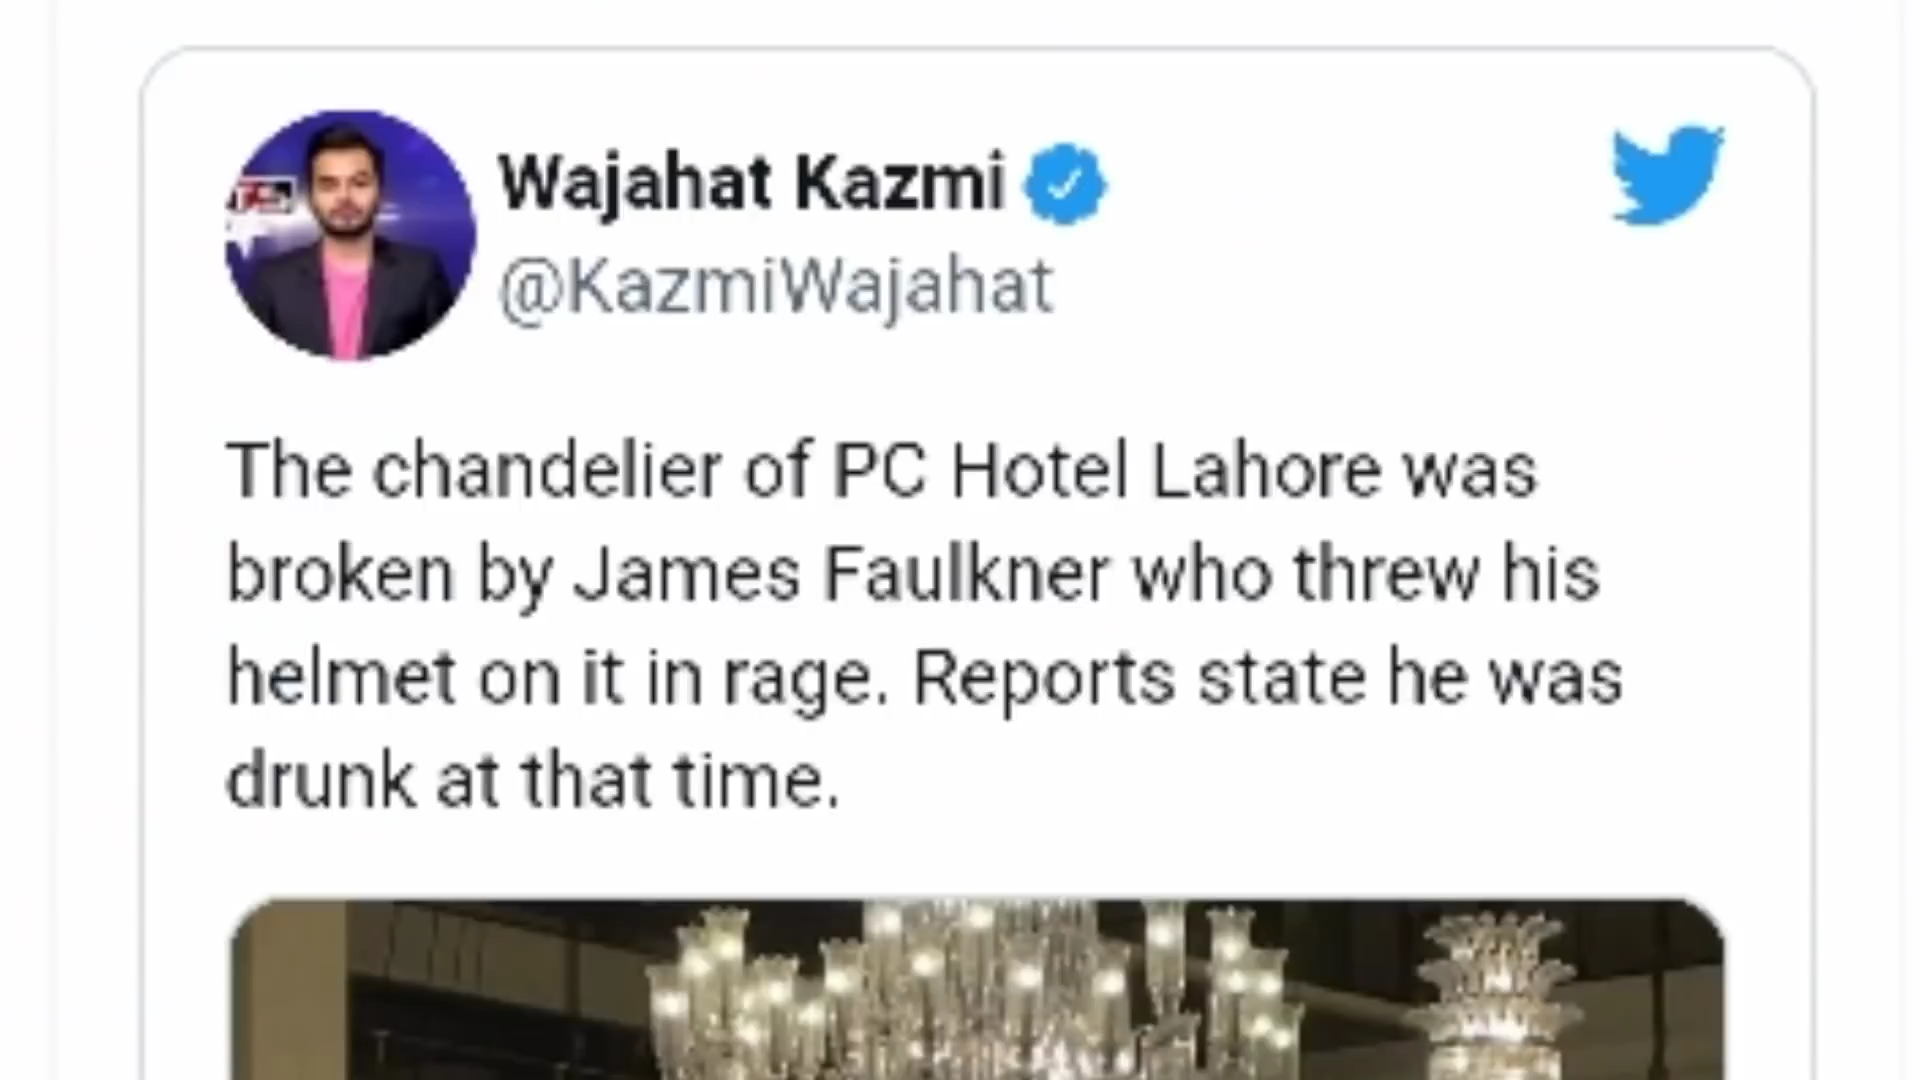 Wajahat Kazmi
@KazmiWajahat
The chandelier of PC Hotel Lahore was
broken by James Faulkner who threw his
helmet on it in rage. Reports state he was
drunk at that time.